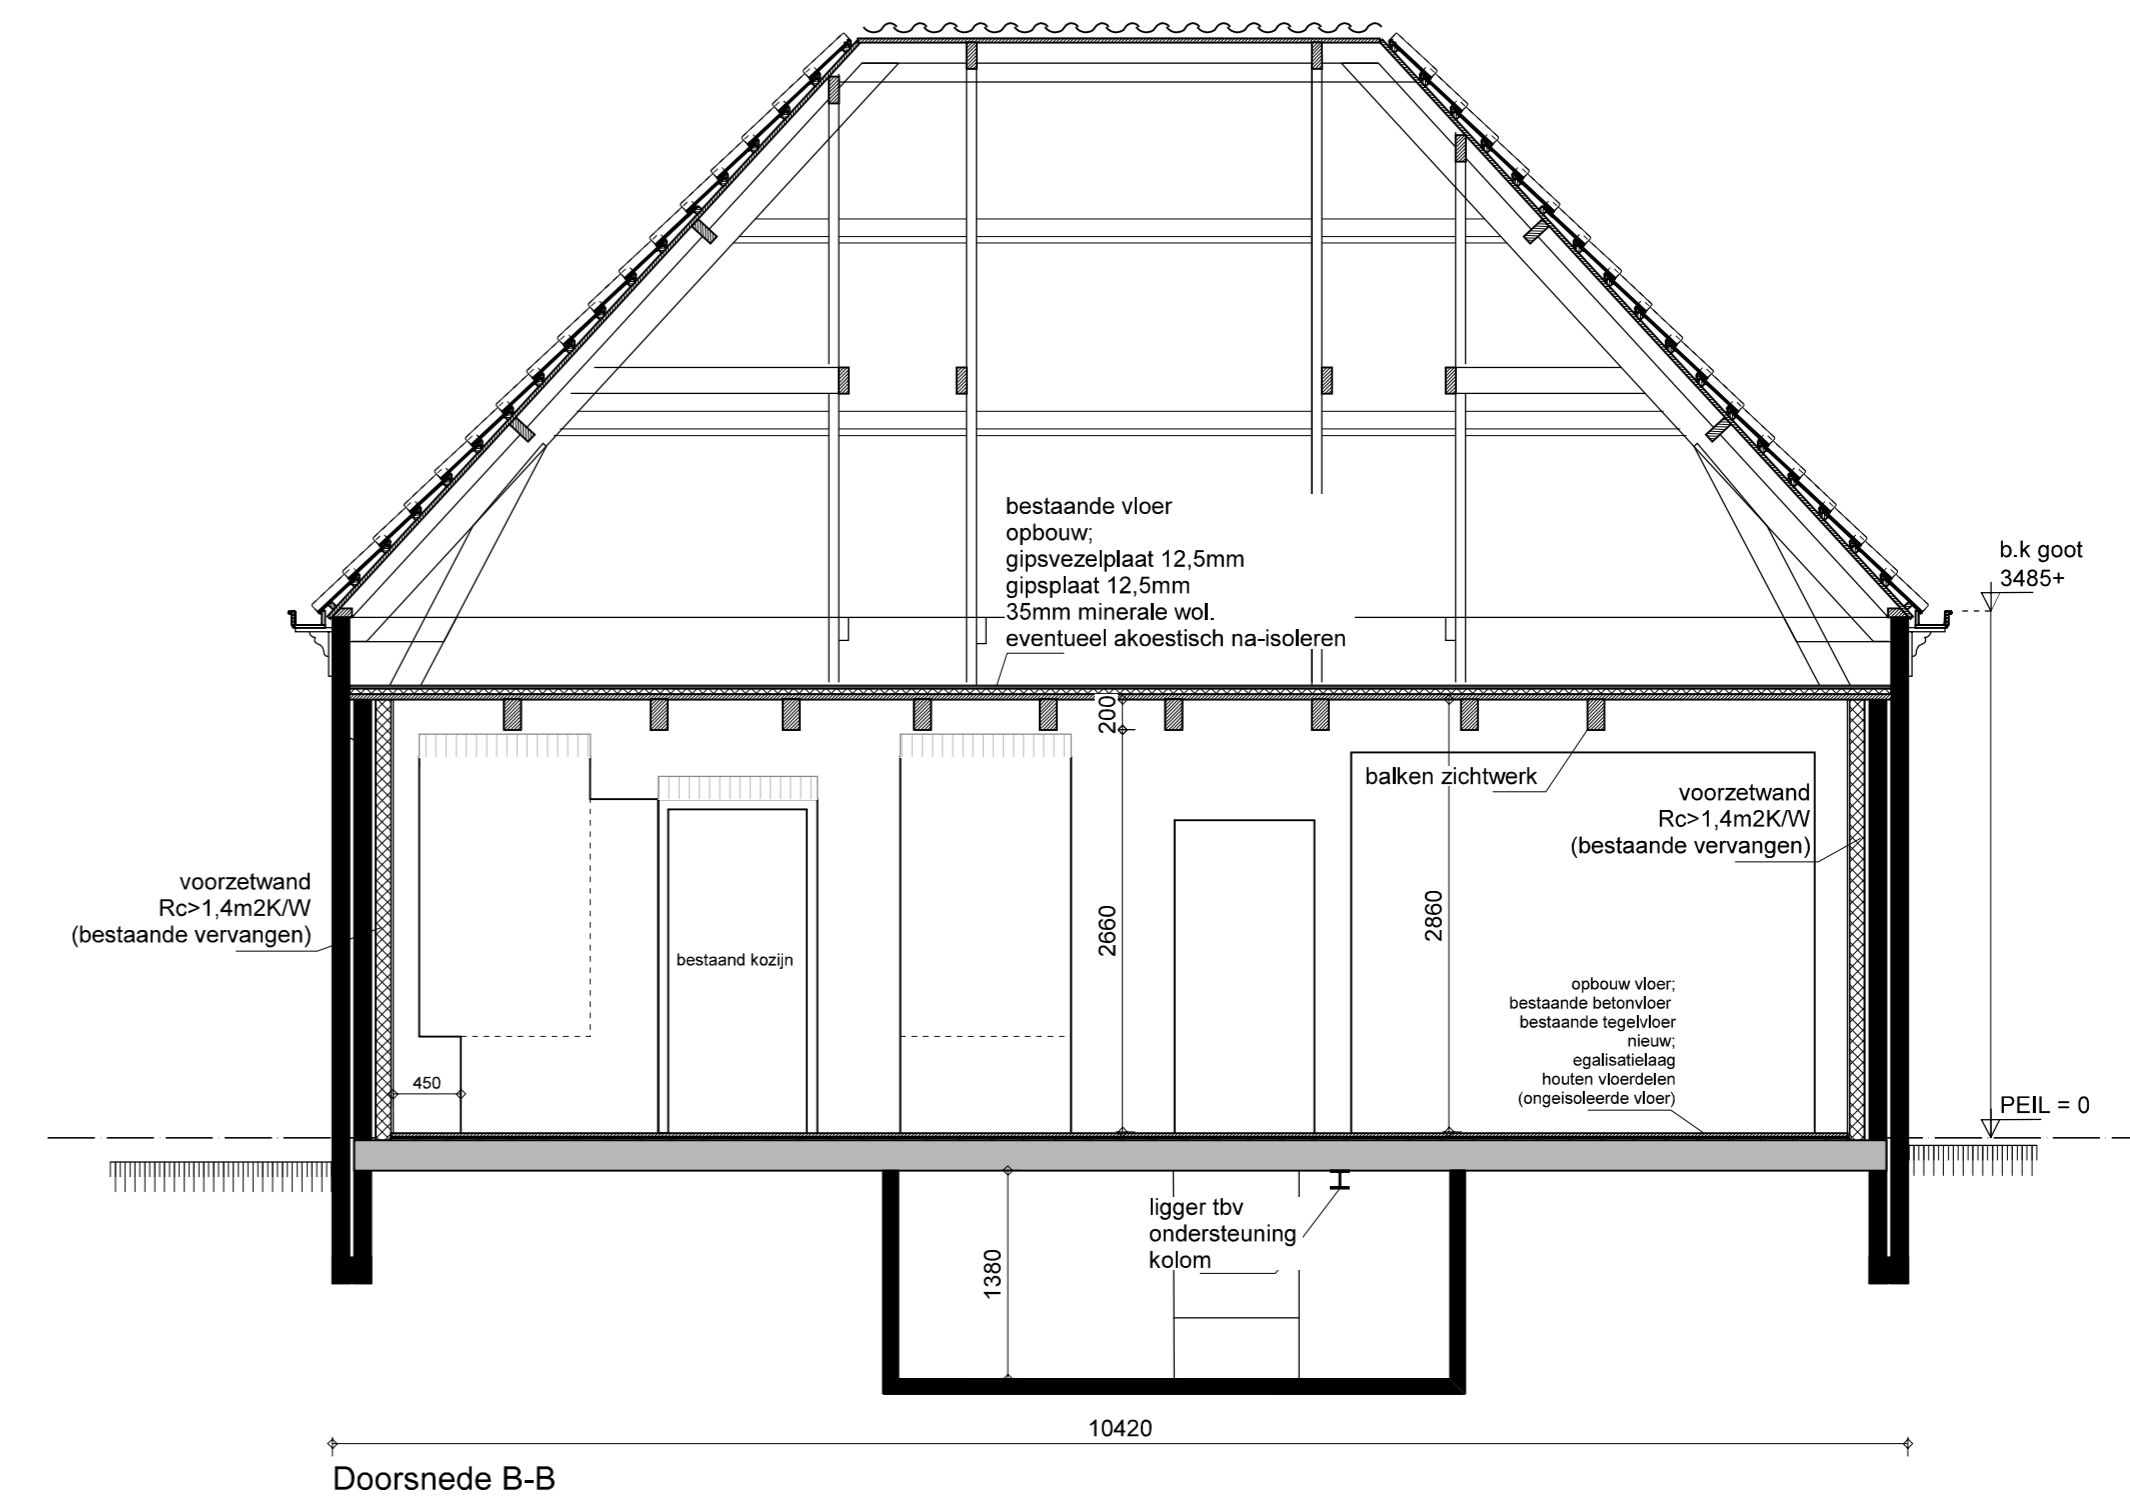 bestaande vloer
opbouw;
gipsvezelplaat 12,5mm
gipsplaat 12,5mm
35mm minerale wol.
eventueel akoestisch na-isoleren
b.k goot
3485+
200
balken zichtwerk
voorzetwand
Rc>1,4m2K/W
(bestaande vervangen)
voorzetwand
Rc>1,4m2K/W
(bestaande vervangen)
2660
2860
bestaand kozijn
opbouw vloer;
bestaande betonvloer
bestaande tegelvloer
nieuw;
egalisatielaag
houten vloerdelen
(ongeisoleerde vloer)
450
PEIL = 0
ligger tbv
ondersteuning
kolom
1380
10420
Doorsnede B-B